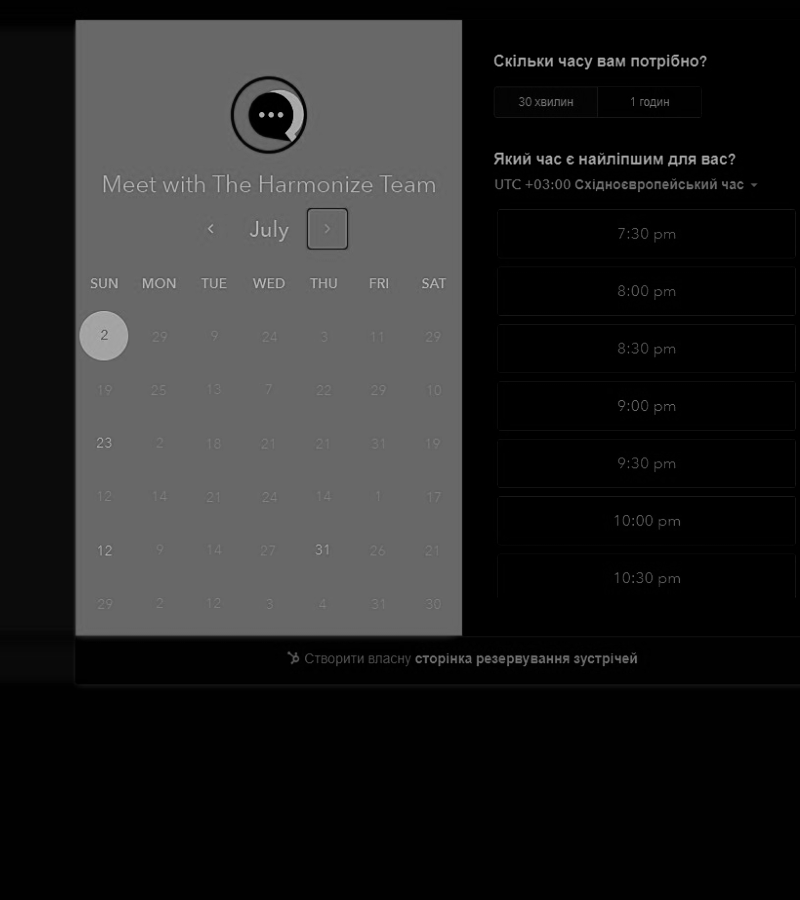 Meet with The Harmonize Team
July
SUN MON TUE WED THU FRI SAT
2 29 9 24 3 11 29
19 25 13 7 22 29 10
23 2 18 21 21 31 19
12 14 21 24 14 1 17
12 9 14 27 31 26 21
29 2 12 3 4 31 30
Скільки часу вам потрібно?
30 хвилин 1 годин
Який час є найліпшим для вас?
UTC +03:00 Східноєвропейський час
7:30 pm
8:00 pm
8:30 pm
9:00 pm
9:30 pm
10:00 pm
10:30 pm
Створити власну сторінка резервування зустрічей